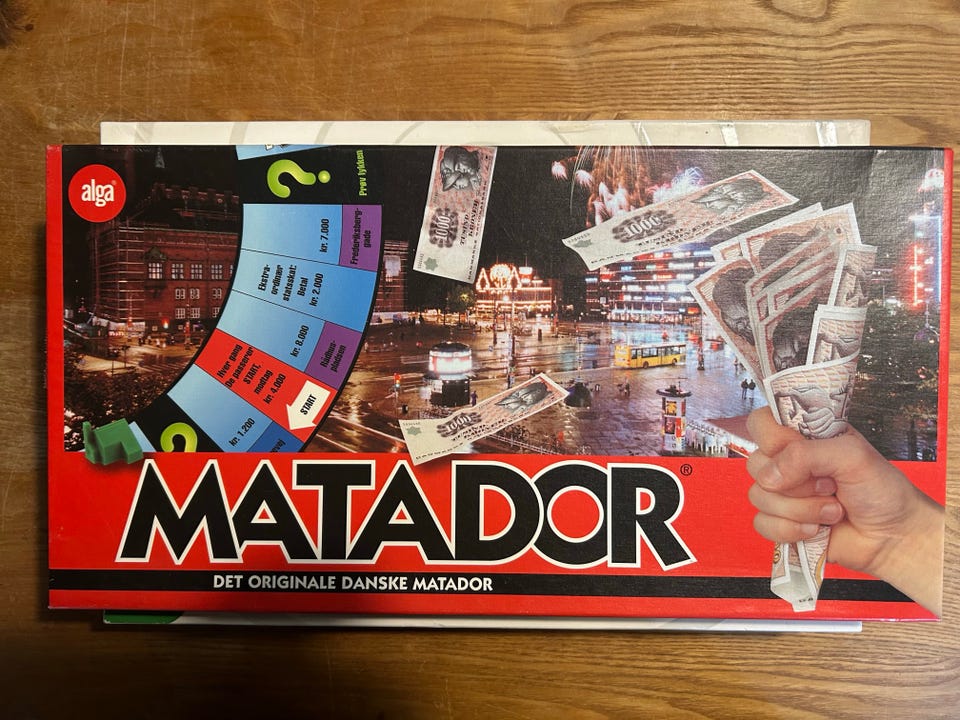 alga®
?
Prøv lykken
kr. 7.000
Frederiksberg-
gade
Ekstra-
ordinær
statsskat:
Betal
kr. 2.000
kr. 8.000
Rådhus-
pladsen
Hver gang
De passerer
START,
modtag
kr. 4.000
START
kr. 1.200
?
1000
1000
1000
MATADOR®
DET ORIGINALE DANSKE MATADOR